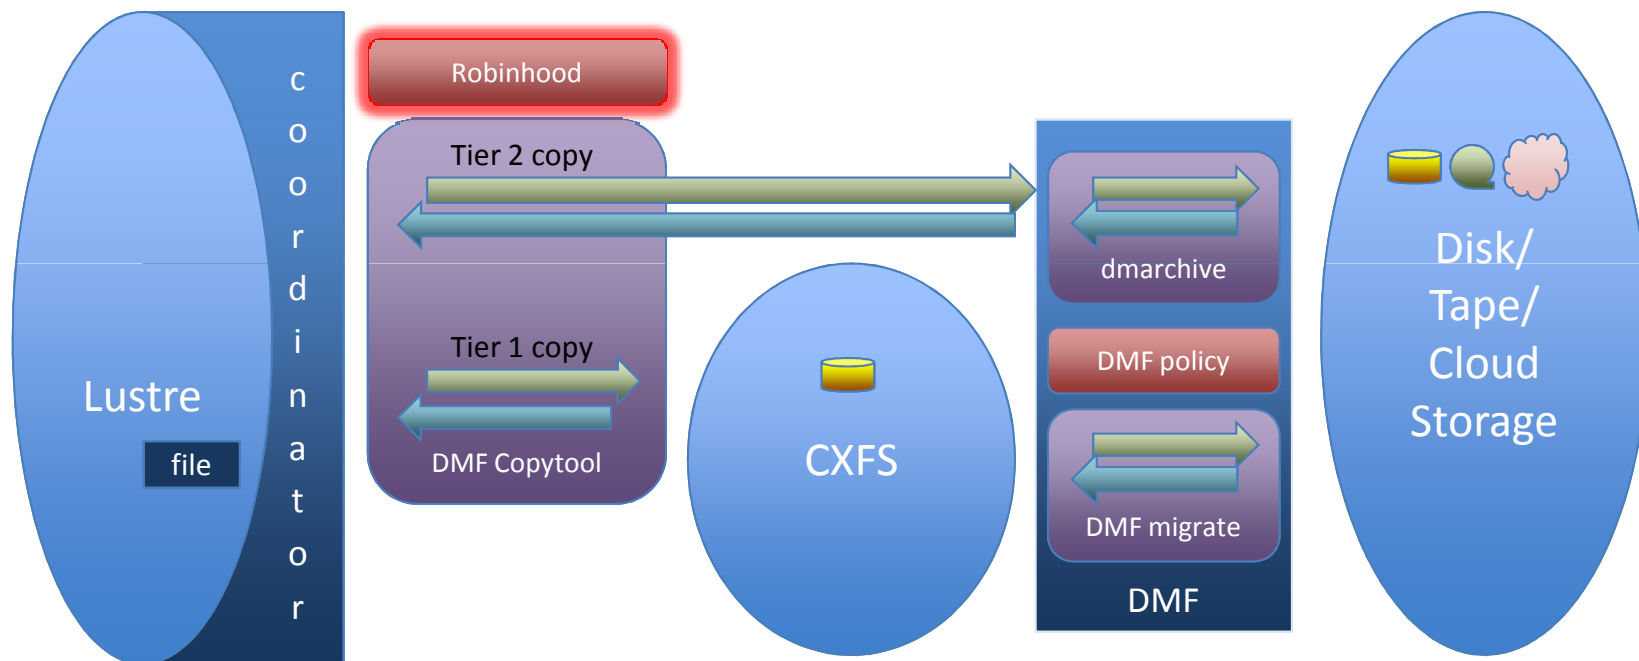 Lustre
file
coordinator
Robinhood
Tier 2 copy
Tier 1 copy
DMF Copytool
CXFS
dmarchive
DMF policy
DMF migrate
DMF
Disk/
Tape/
Cloud
Storage